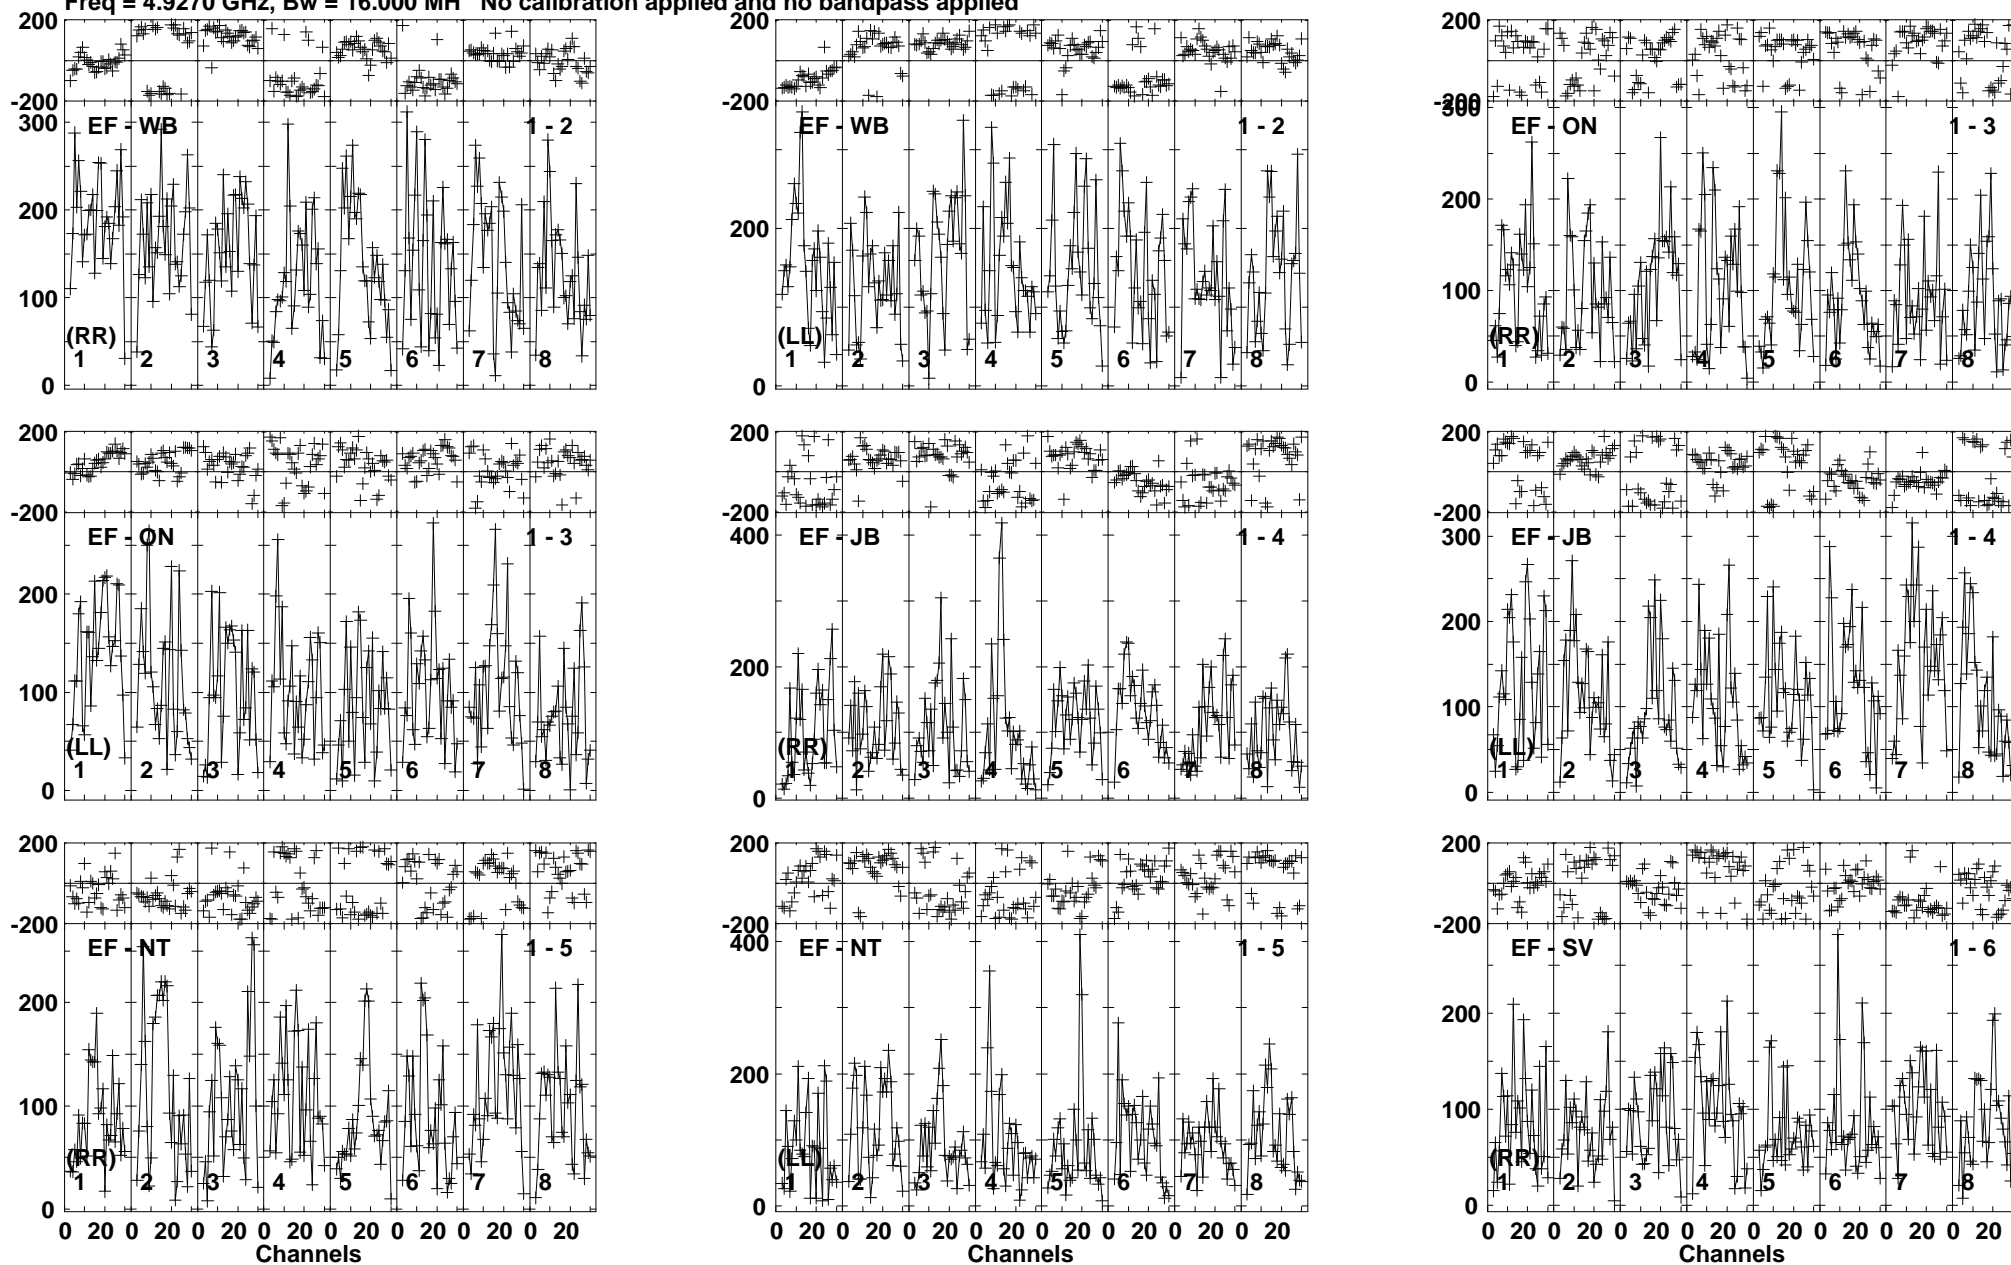 Freq = 4.9270 GHz, Bw = 16.000 MH No calibration applied and no bandpass applied
200 200 200
-200 -200 -200
300 EF - WB 1 - 2 EF - WB 1 - 2 300 EF - ON 1 - 3
200 200 200
100 100
(RR) (LL) (RR)
1 2 3 4 5 6 7 8 1 2 3 4 5 6 7 8 1 2 3 4 5 6 7 8
0 0 0
200 200 200
-200 -200 -200
EF - ON 1 - 3 400 EF - JB 1 - 4 300 EF - JB 1 - 4
200 200 200
100 100
(LL) (RR) (LL)
1 2 3 4 5 6 7 8 1 2 3 4 5 6 7 8 1 2 3 4 5 6 7 8
0 0 0
200 200 200
-200 -200 -200
EF - NT 1 - 5 400 EF - NT 1 - 5 EF - SV 1 - 6
200 200 200
100 100
(RR) (LL) (RR)
1 2 3 4 5 6 7 8 1 2 3 4 5 6 7 8 1 2 3 4 5 6 7 8
0 0 0
0 20 0 20 0 20 0 20 0 20 0 20 0 20 0 20 0 20 0 20 0 20 0 20 0 20 0 20 0 20 0 20 0 20 0 20 0 20 0 20 0 20 0 20 0 20 0 20
Channels Channels Channels